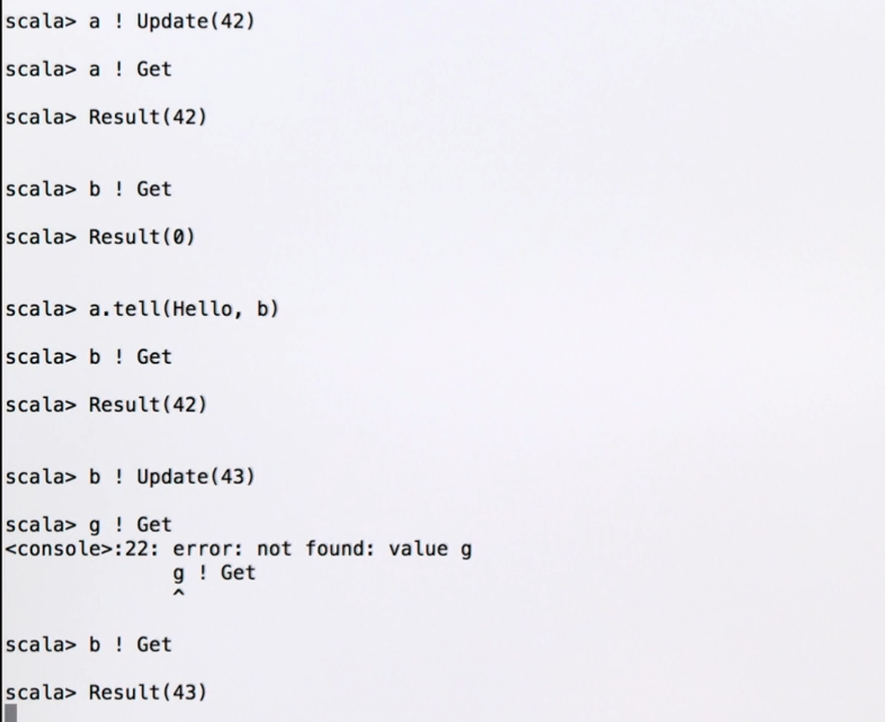 scala> a ! Update(42)
scala> a ! Get
scala> Result(42)
scala> b ! Get
scala> Result(0)
scala> a.tell(Hello, b)
scala> b ! Get
scala> Result(42)
scala> b ! Update(43)
scala> g ! Get
<console>:22: error: not found: value g
              g ! Get
              ^
scala> b ! Get
scala> Result(43)